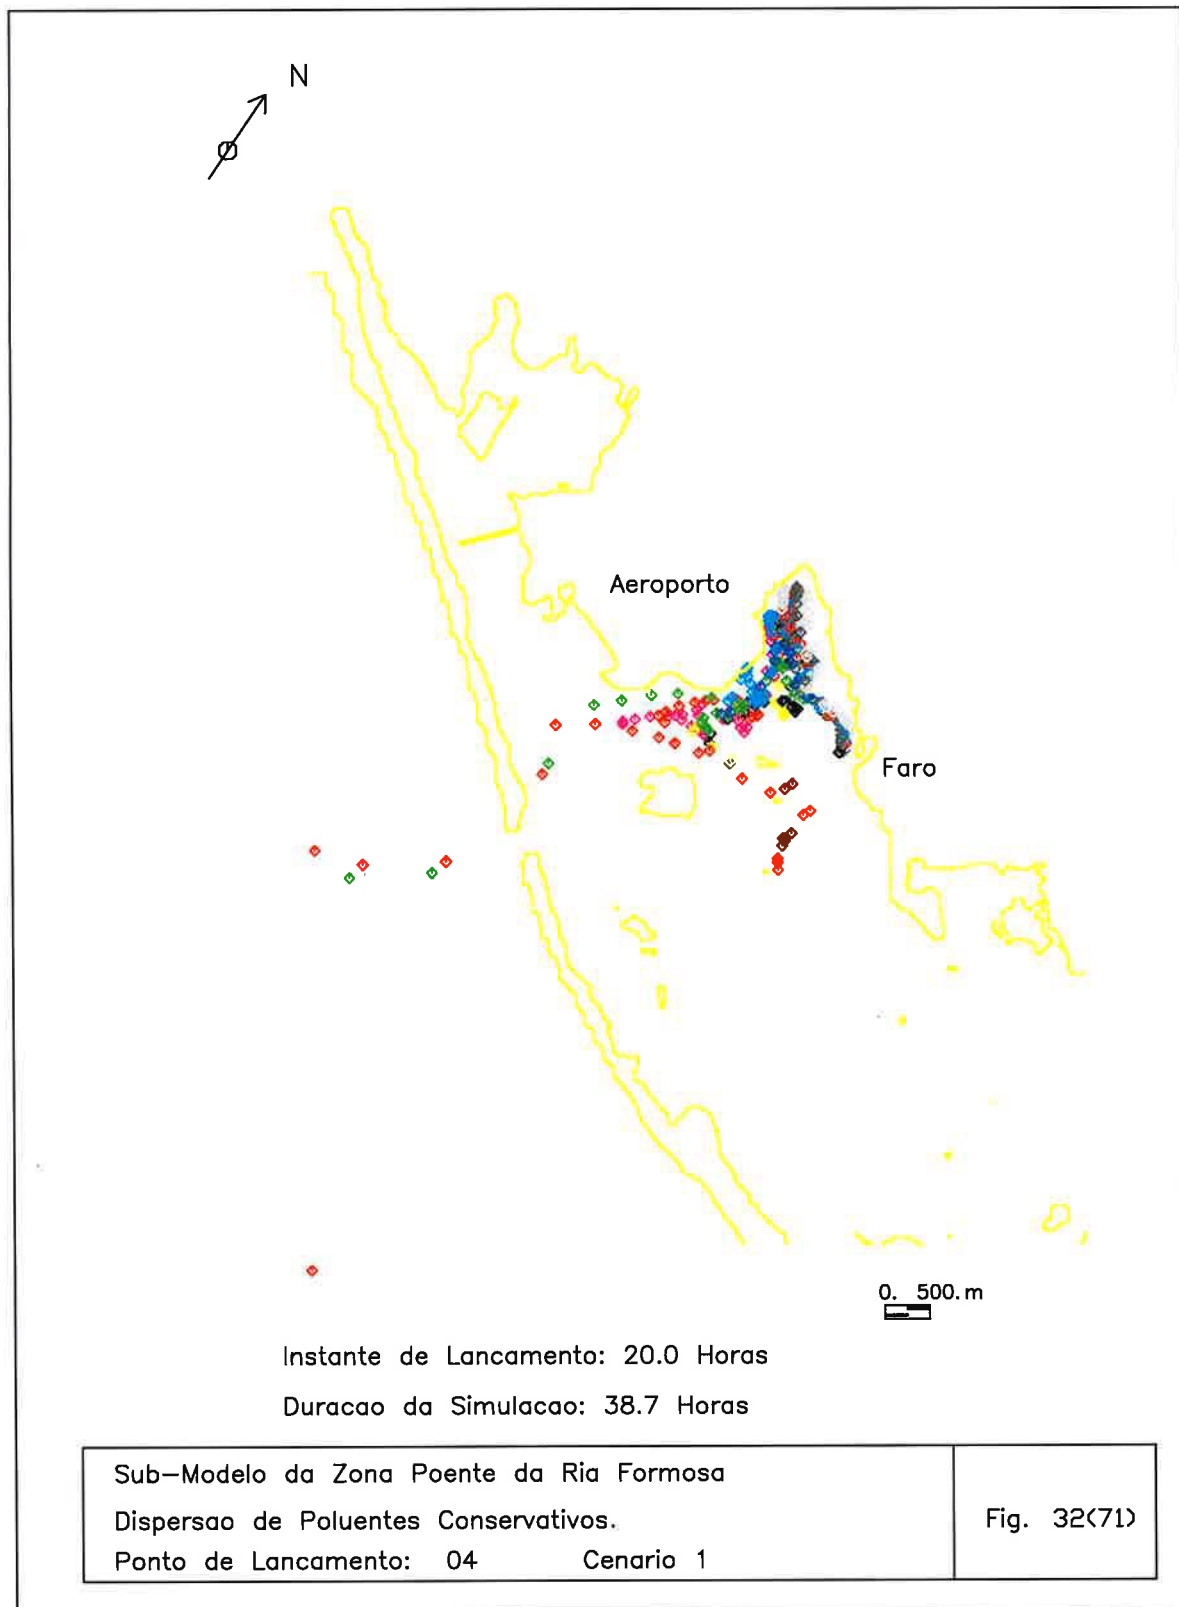 N
Aeroporto
Faro
0. 500.m
Instante de Lancamento: 20.0 Horas
Duracao da Simulacao: 38.7 Horas
Sub-Modelo da Zona Poente da Ria Formosa
Dispersao de Poluentes Conservativos.
Ponto de Lancamento: 04 Cenario 1
Fig. 32(71)